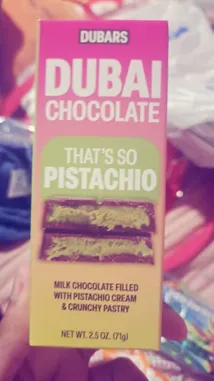 DUBARS
DUBAI
CHOCOLATE
THAT'S SO
PISTACHIO
MILK CHOCOLATE FILLED
WITH PISTACHIO CREAM
& CRUNCHY PASTRY
NET WT. 2.5 OZ. (71g)